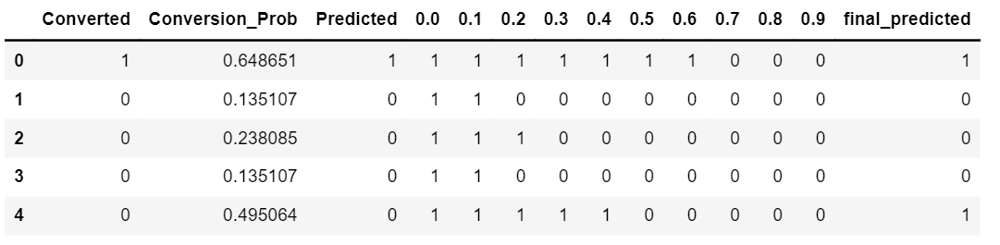 Converted Conversion_Prob Predicted 0.0 0.1 0.2 0.3 0.4 0.5 0.6 0.7 0.8 0.9 final_predicted
0 1 0.648651 1 1 1 1 1 1 1 1 0 0 0 1
1 0 0.135107 0 1 1 0 0 0 0 0 0 0 0 0
2 0 0.238085 0 1 1 1 0 0 0 0 0 0 0 0
3 0 0.135107 0 1 1 0 0 0 0 0 0 0 0 0
4 0 0.495064 0 1 1 1 1 1 0 0 0 0 0 1